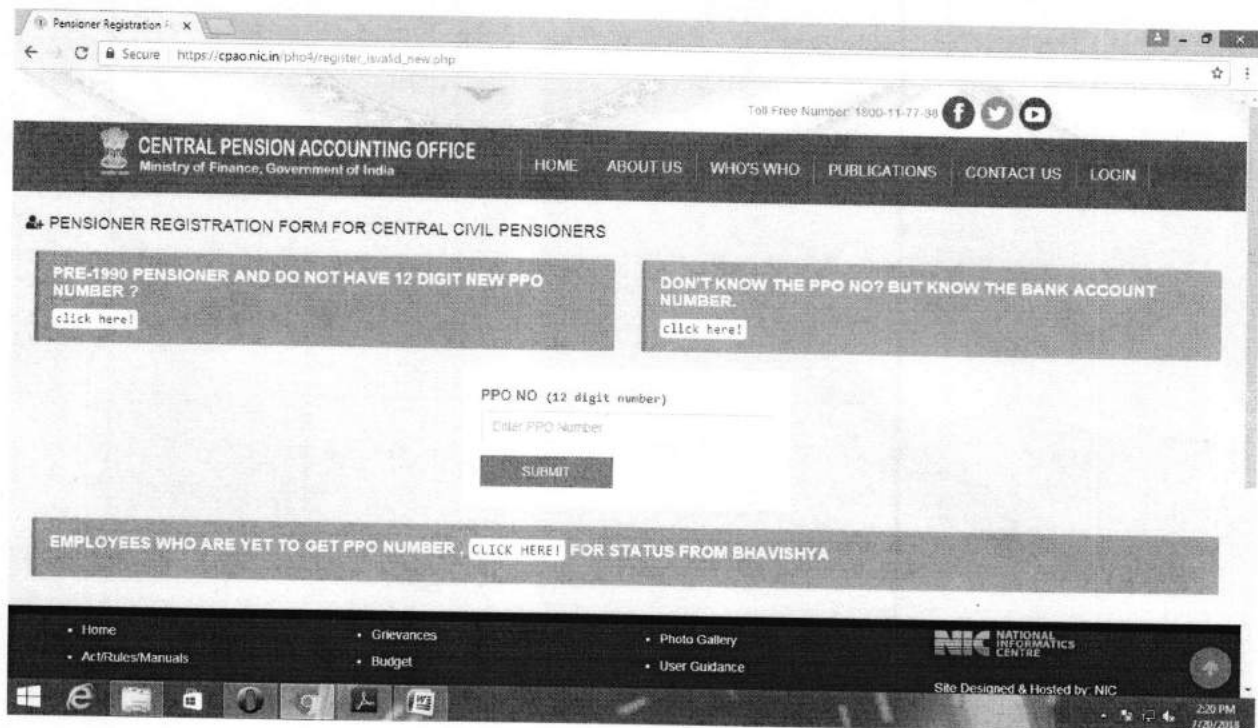 Pensioner Registration F
Secure https://cpao.nic.in/pho4/register_isvalid_new.php
Toll Free Number: 1800-11-77-88
CENTRAL PENSION ACCOUNTING OFFICE
Ministry of Finance, Government of India
HOME ABOUT US WHO'S WHO PUBLICATIONS CONTACT US LOGIN
PENSIONER REGISTRATION FORM FOR CENTRAL CIVIL PENSIONERS
PRE-1990 PENSIONER AND DO NOT HAVE 12 DIGIT NEW PPO
NUMBER ?
click here!
DON'T KNOW THE PPO NO? BUT KNOW THE BANK ACCOUNT
NUMBER.
click here!
PPO NO (12 digit number)
Enter PPO Number
SUBMIT
EMPLOYEES WHO ARE YET TO GET PPO NUMBER , CLICK HERE! FOR STATUS FROM BHAVISHYA
• Home
• Act/Rules/Manuals
• Grievances
• Budget
• Photo Gallery
• User Guidance
NIC NATIONAL
INFORMATICS
CENTRE
Site Designed & Hosted by: NIC
2:20 PM
7/20/2018